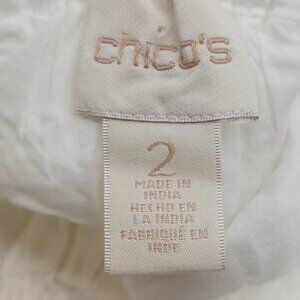 chico's
2
MADE IN
INDIA
HECHO EN
LA INDIA
FABRIQUÉ EN
INDE